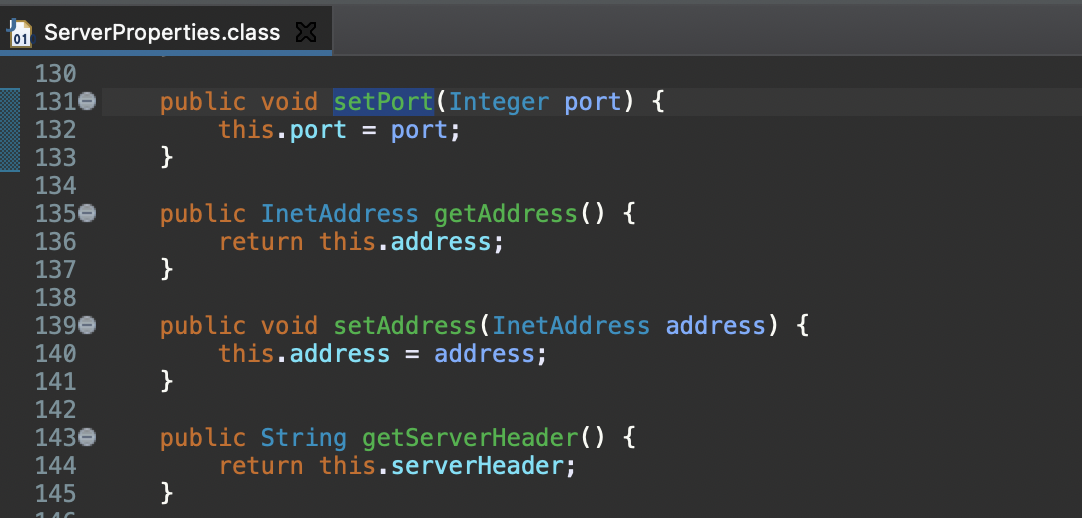 ServerProperties.class
130
131 public void setPort(Integer port) {
132 this.port = port;
133 }
134
135 public InetAddress getAddress() {
136 return this.address;
137 }
138
139 public void setAddress(InetAddress address) {
140 this.address = address;
141 }
142
143 public String getServerHeader() {
144 return this.serverHeader;
145 }